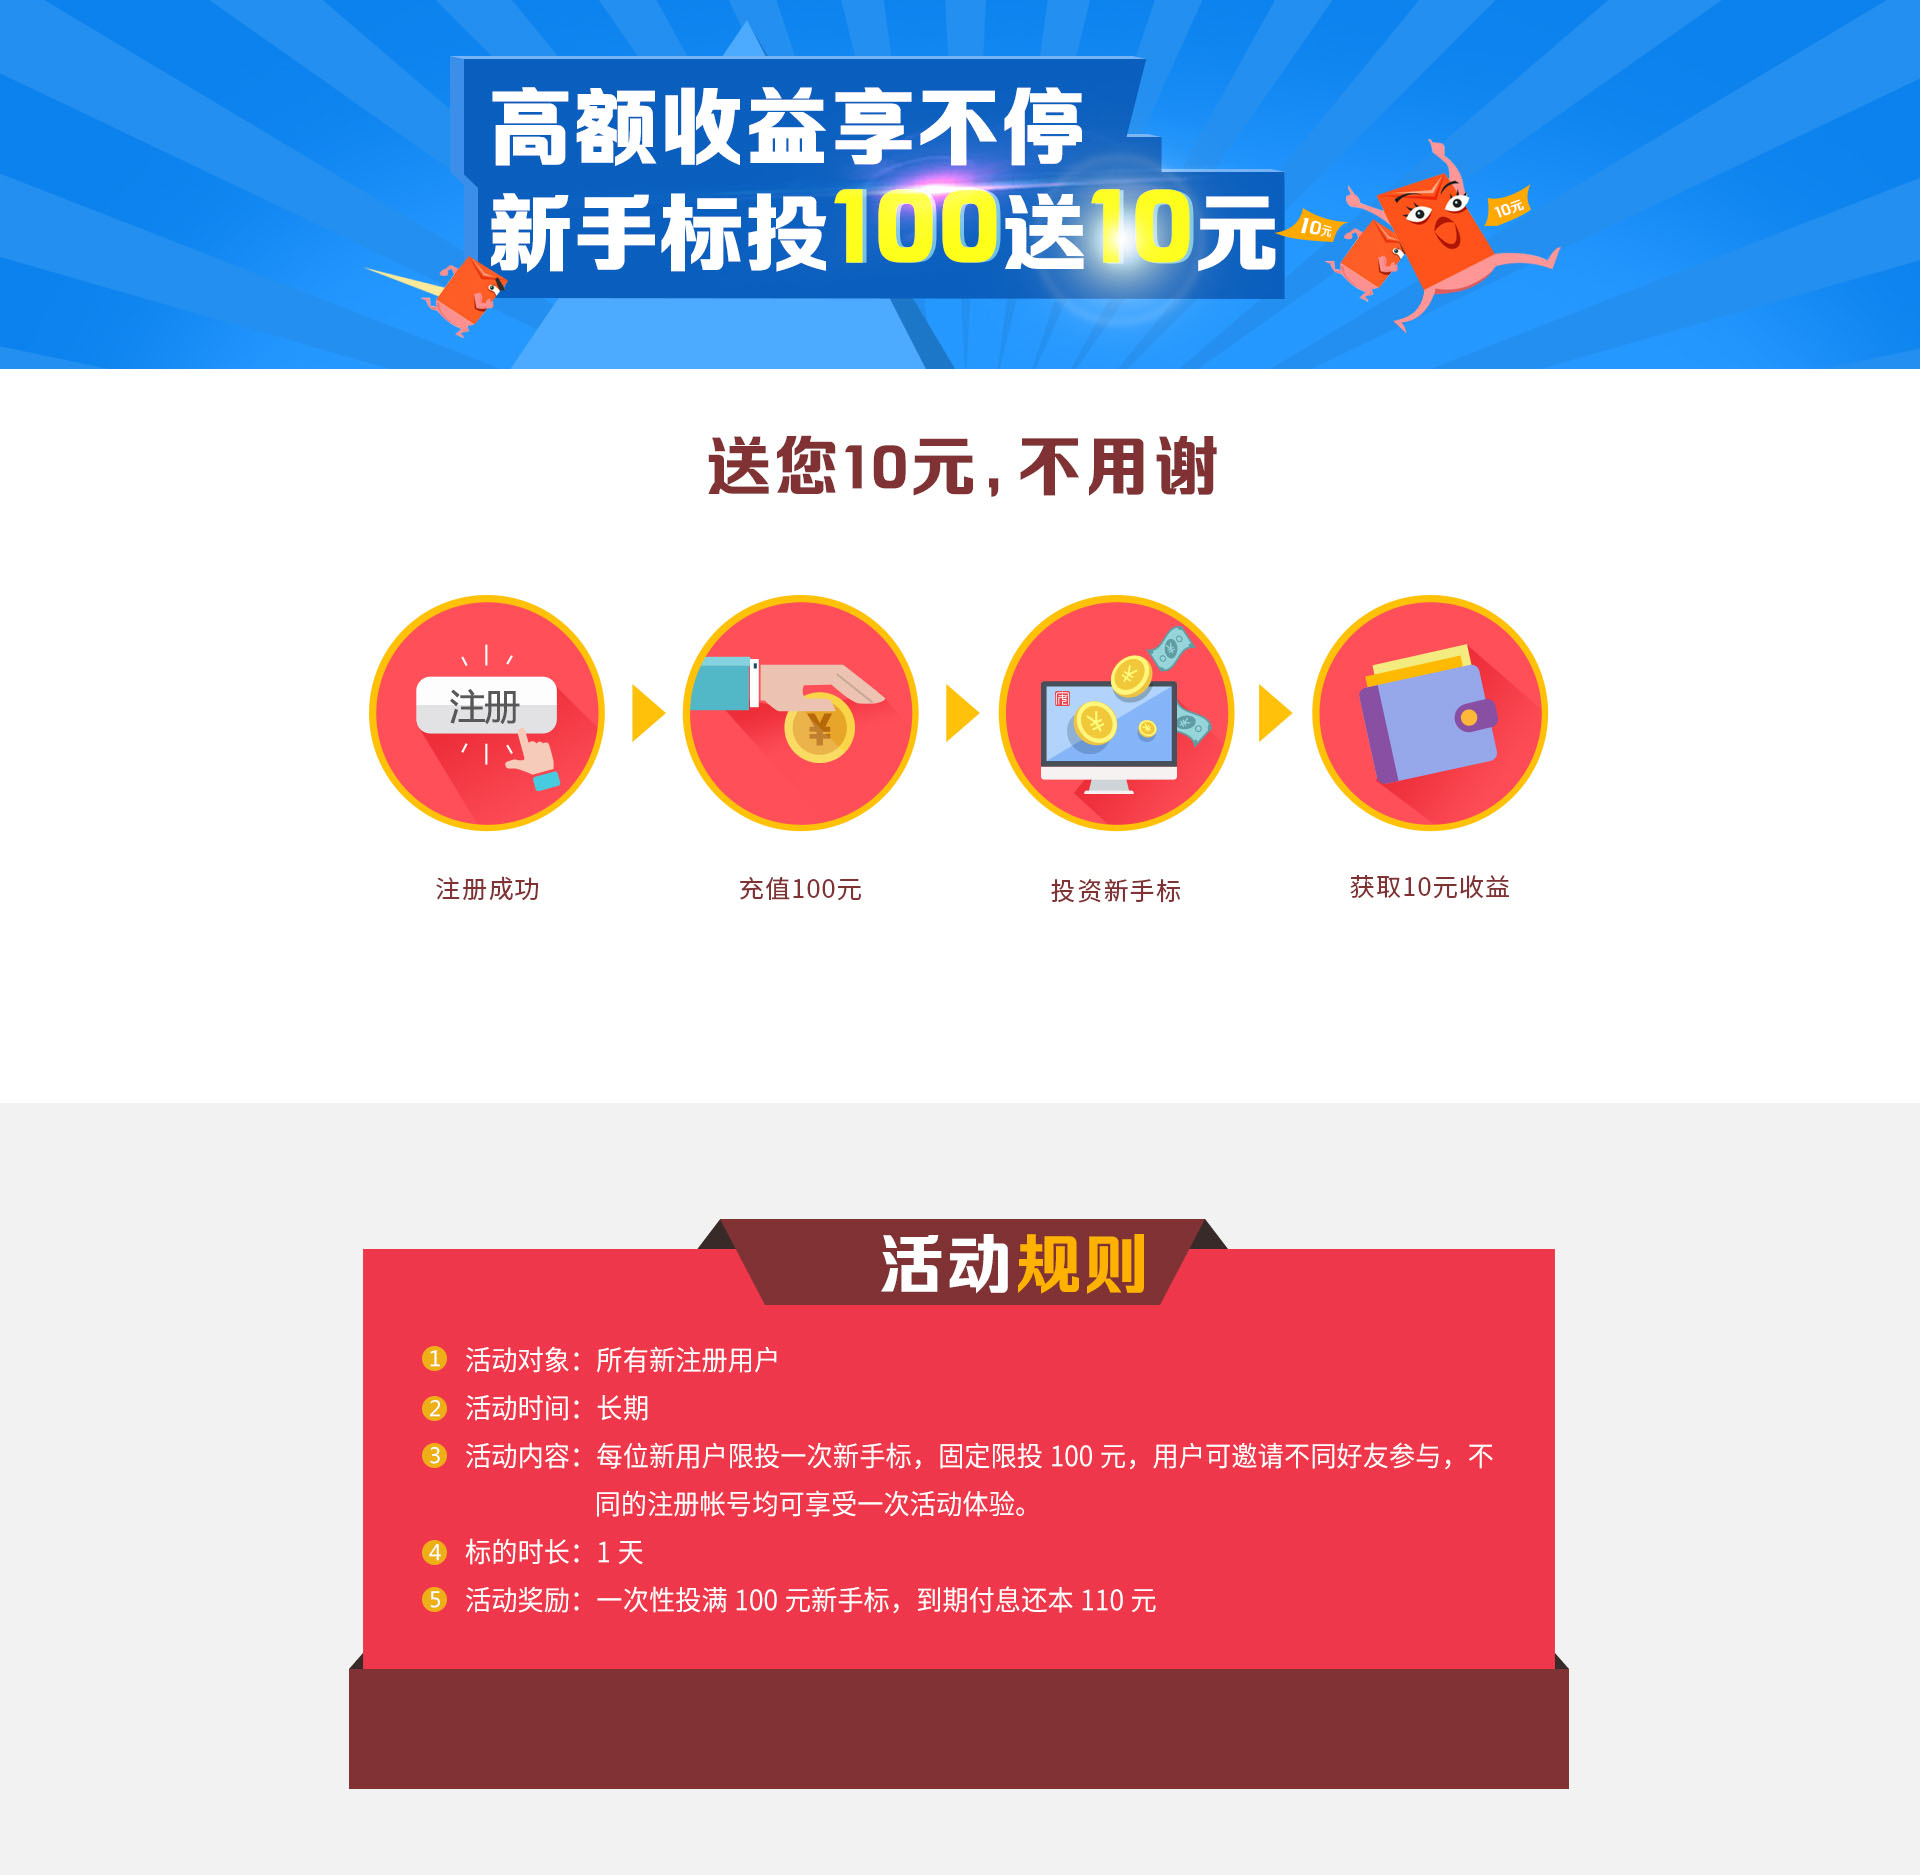 高额收益享不停
新手标投100送10元
10元
10元
送您10元，不用谢
注册
¥
注册成功
充值100元
投资新手标
获取10元收益
活动规则
1 活动对象：所有新注册用户
2 活动时间：长期
3 活动内容：每位新用户限投一次新手标，固定限投 100 元，用户可邀请不同好友参与，不
同的注册帐号均可享受一次活动体验。
4 标的时长：1 天
5 活动奖励：一次性投满 100 元新手标，到期付息还本 110 元